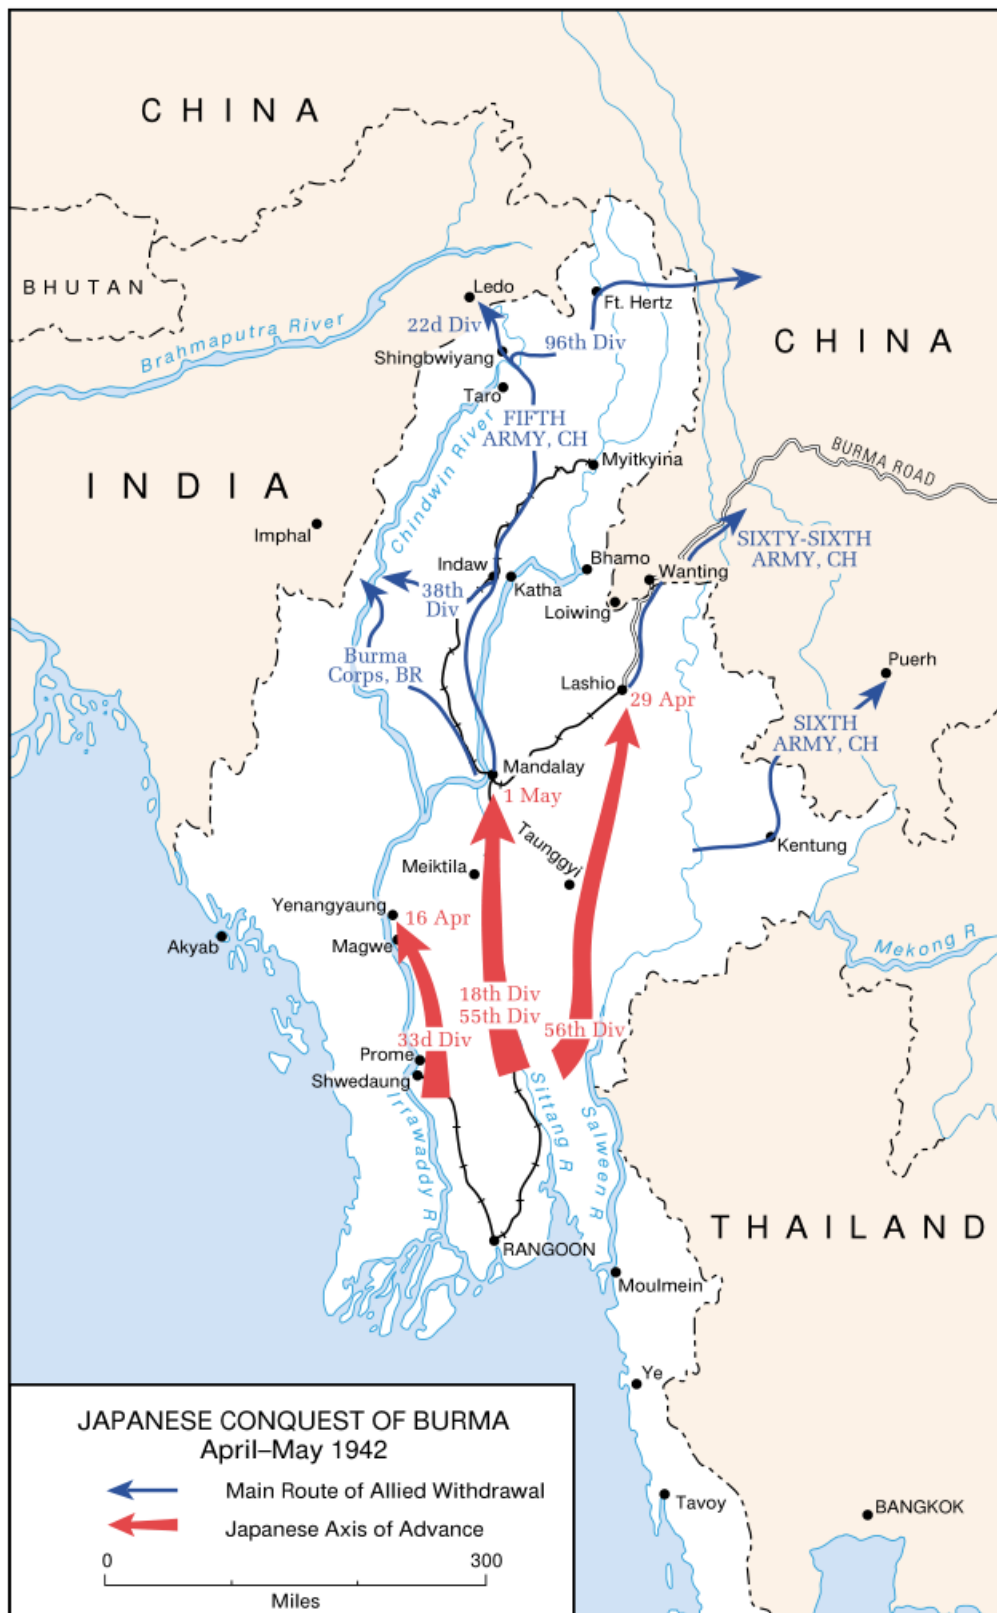 CHINA
BHUTAN
Brahmaputra River
Ledo
Ft. Hertz
22d Div
96th Div
CHINA
Shingbwiyang
Taro
FIFTH
ARMY, CH
Chindwin River
Myitkyina
BURMA ROAD
INDIA
Imphal
SIXTY-SIXTH
ARMY, CH
Indaw
Bhamo
Wanting
Katha
38th
Div
Loiwing
Burma
Corps, BR
Puerh
Lashio
29 Apr
SIXTH
ARMY, CH
Mandalay
1 May
Taunggyi
Kentung
Meiktila
Yenangyaung
16 Apr
Akyab
Magwe
Mekong R
18th Div
55th Div
56th Div
33d Div
Prome
Shwedaung
Irrawaddy R
Sittang R
Salween R
THAILAND
RANGOON
Moulmein
Ye
Tavoy
BANGKOK
JAPANESE CONQUEST OF BURMA
April–May 1942
Main Route of Allied Withdrawal
Japanese Axis of Advance
0 300
Miles